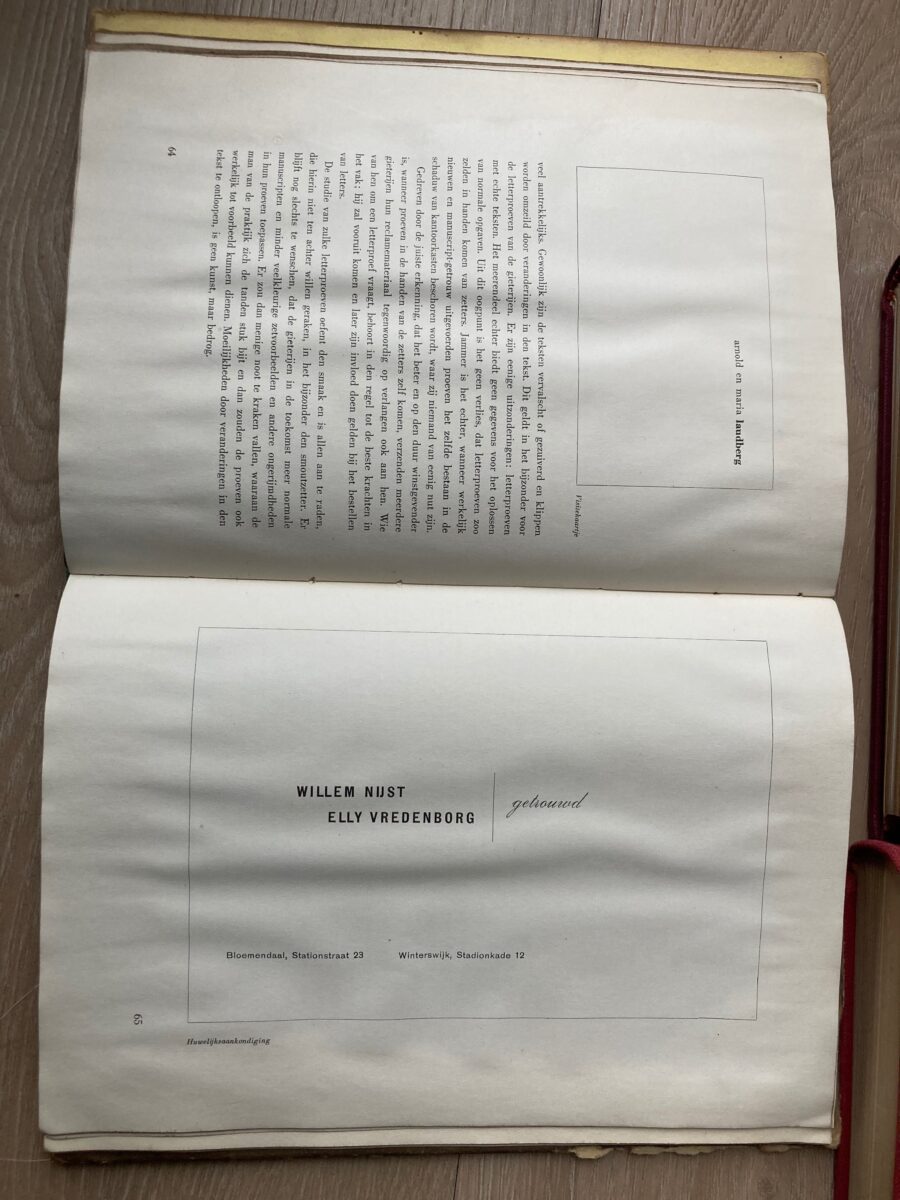 arnold en maria laudberg
Visitekaartje
veel aantrekkelijks. Gewoonlijk zijn de teksten vervalscht of gezuiverd en klippen
worden omzeild door veranderingen in den tekst. Dit geldt in het bijzonder voor
de letterproeven van de gieterijen. Er zijn eenige uitzonderingen: letterproeven
met echte teksten. Het meerendeel echter biedt geen gegevens voor het oplossen
van normale opgaven. Uit dit oogpunt is het geen verlies, dat letterproeven zoo
zelden in handen komen van zetters. Jammer is het echter, wanneer werkelijk
nieuwen en manuscript-getrouw uitgevoerden proeven het zelfde bestaan in de
schaduw van kantoorkasten beschoren wordt, waar zij niemand van eenig nut zijn.
Gedreven door de juiste erkenning, dat het beter en op den duur winstgevender
is, wanneer proeven in de handen van de zetters zelf komen, verzenden meerdere
gieterijen hun reclamemateriaal tegenwoordig op verlangen ook aan hen. Wie
van hen om een letterproef vraagt, behoort in den regel tot de beste krachten in
het vak; hij zal vooruit komen en later zijn invloed doen gelden bij het bestellen
van letters.
De studie van zulke letterproeven oefent den smaak en is allen aan te raden,
die hierin niet ten achter willen geraken, in het bijzonder den smoutzetter. Er
blijft nog slechts te wenschen, dat de gieterijen in de toekomst meer normale
manuscripten en minder veelkleurige zetvoorbeelden en andere ongerijmdheden
in hun proeven toepassen. Er zou dan menige noot te kraken vallen, waaraan de
man van de praktijk zich de tanden stuk bijt en dan zouden de proeven ook
werkelijk tot voorbeeld kunnen dienen. Moeilijkheden door veranderingen in den
tekst te ontloopen, is geen kunst, maar bedrog.
64
WILLEM NIJST
ELLY VREDENBORG
getrouwd
Bloemendaal, Stationstraat 23 Winterswijk, Stadionkade 12
Huwelijksaankondiging
65